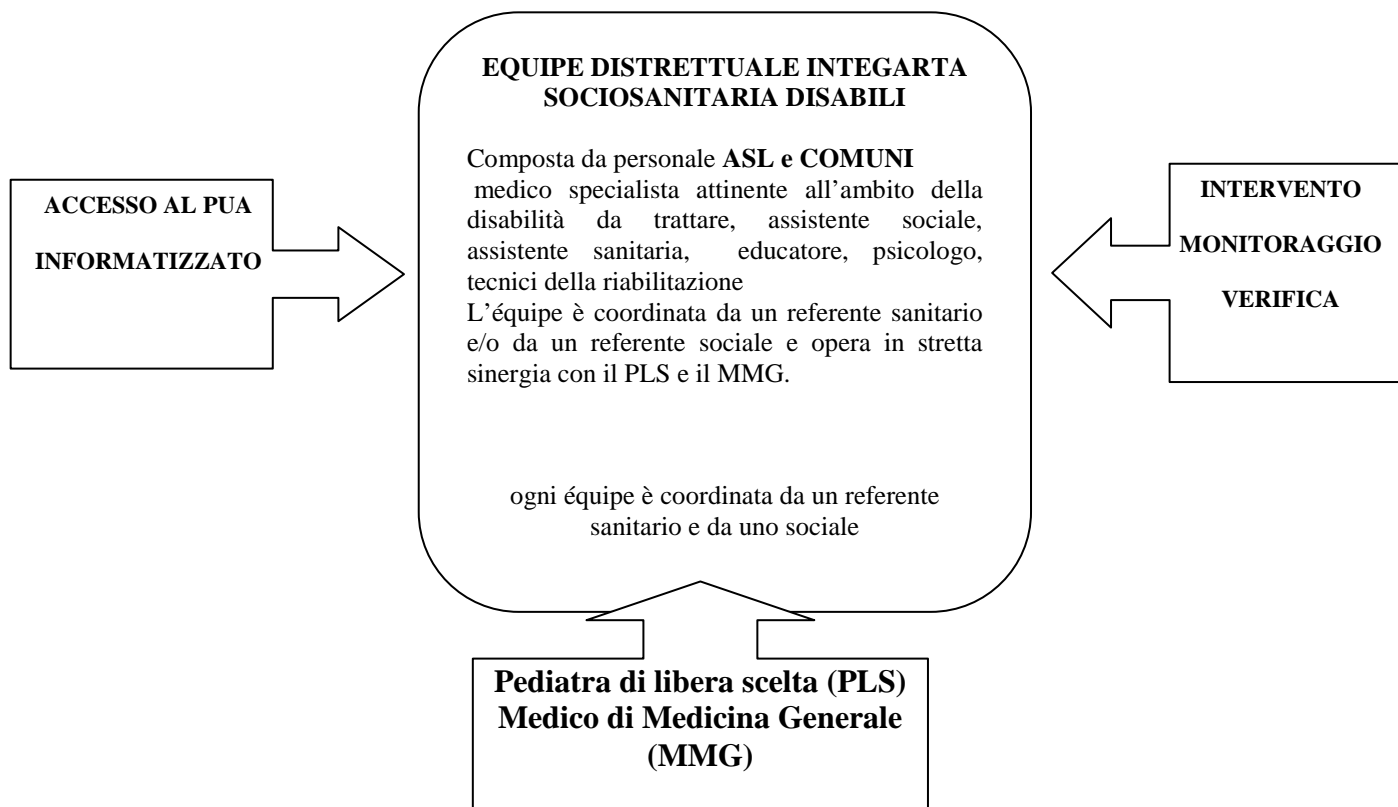 EQUIPE DISTRETTUALE INTEGARTA
SOCIOSANITARIA DISABILI
Composta da personale ASL e COMUNI
medico specialista attinente all’ambito della
disabilità da trattare, assistente sociale,
assistente sanitaria, educatore, psicologo,
tecnici della riabilitazione
L’équipe è coordinata da un referente sanitario
e/o da un referente sociale e opera in stretta
sinergia con il PLS e il MMG.
ogni équipe è coordinata da un referente
sanitario e da uno sociale
ACCESSO AL PUA
INFORMATIZZATO
INTERVENTO
MONITORAGGIO
VERIFICA
Pediatra di libera scelta (PLS)
Medico di Medicina Generale
(MMG)